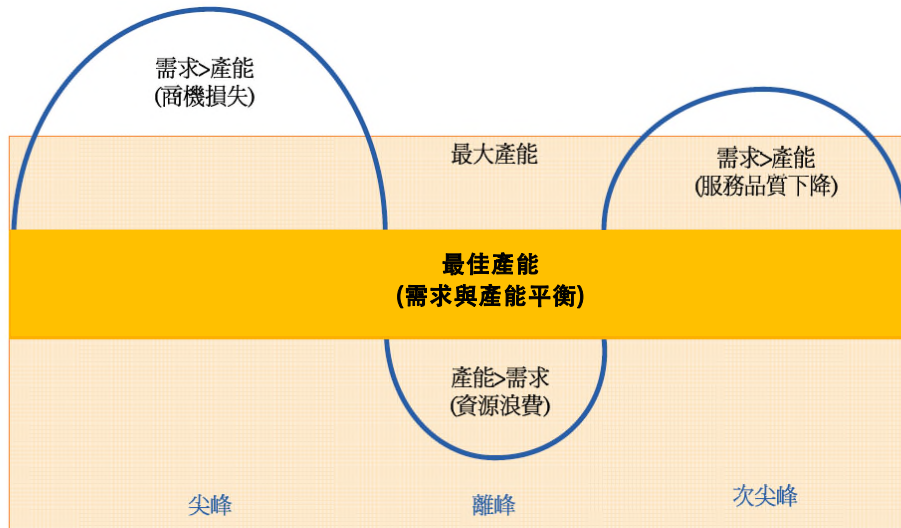 需求>產能
(商機損失)
最大產能
需求>產能
(服務品質下降)
最佳產能
(需求與產能平衡)
產能>需求
(資源浪費)
尖峰
離峰
次尖峰